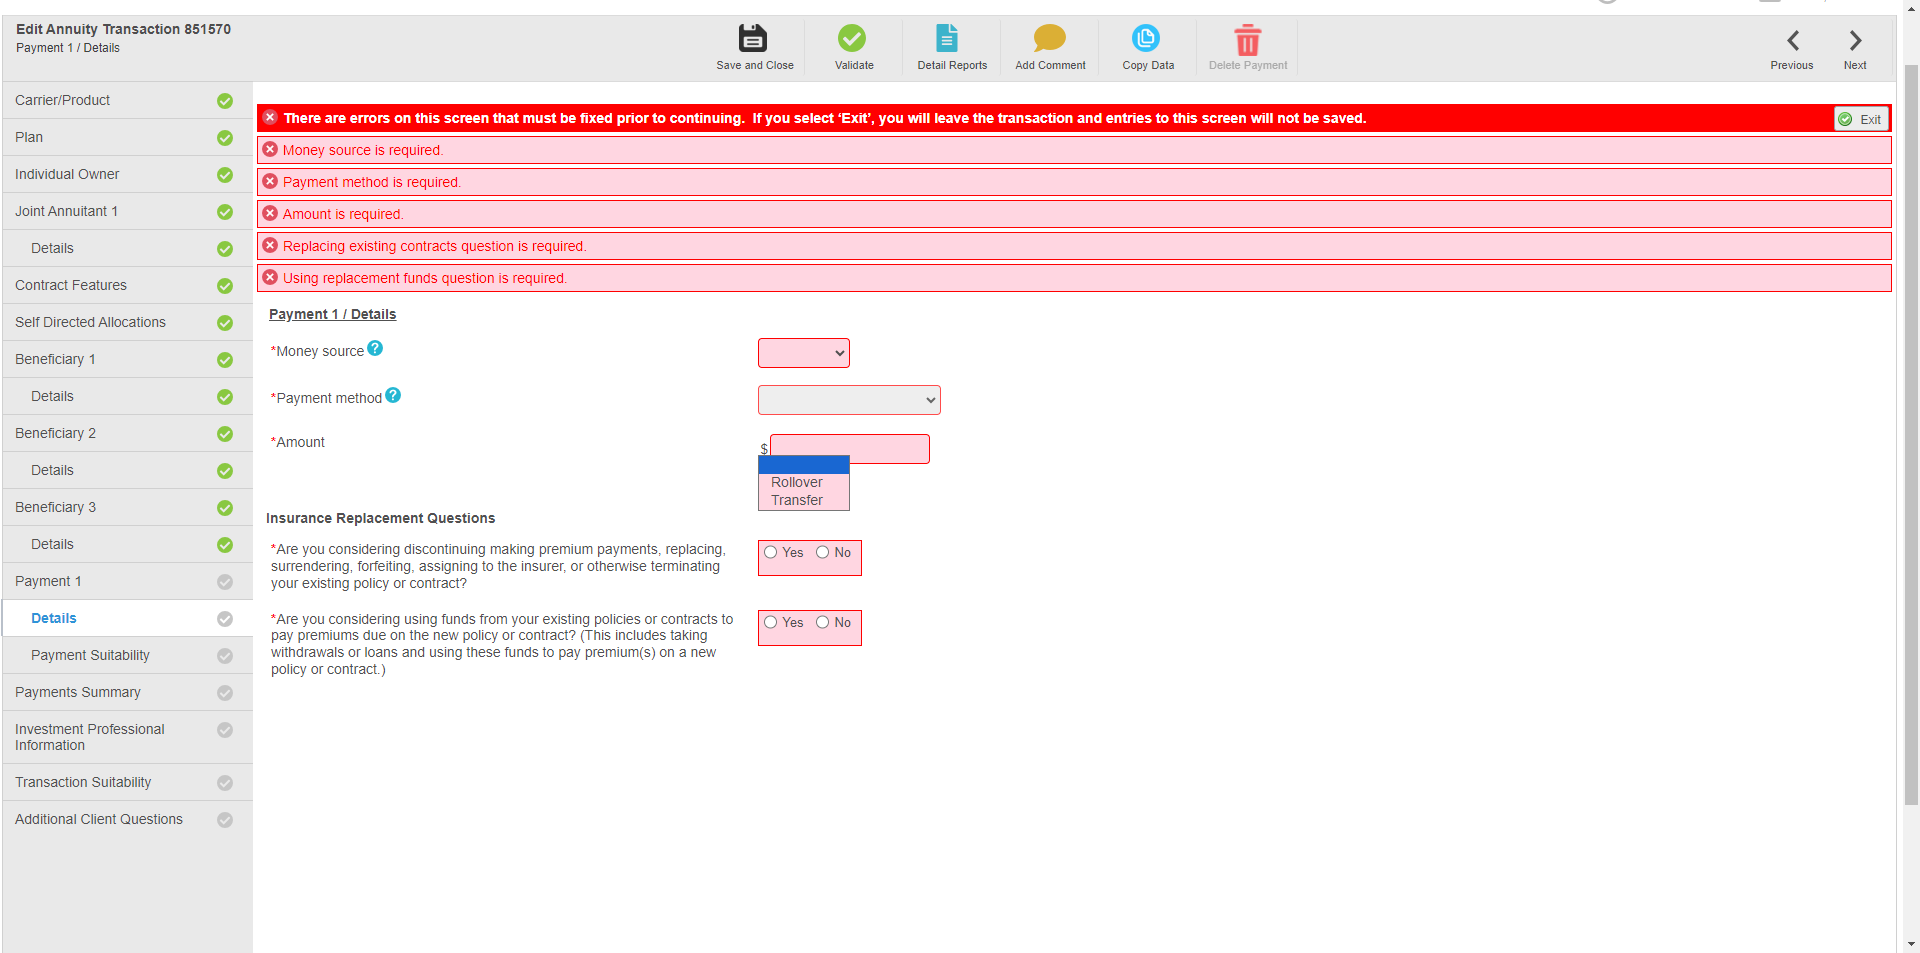 Edit Annuity Transaction 851570
Payment 1 / Details
Save and Close
Validate
Detail Reports
Add Comment
Copy Data
Delete Payment
Previous
Next
Carrier/Product
Plan
Individual Owner
Joint Annuitant 1
Details
Contract Features
Self Directed Allocations
Beneficiary 1
Details
Beneficiary 2
Details
Beneficiary 3
Details
Payment 1
Details
Payment Suitability
Payments Summary
Investment Professional
Information
Transaction Suitability
Additional Client Questions
There are errors on this screen that must be fixed prior to continuing.  If you select ‘Exit’, you will leave the transaction and entries to this screen will not be saved.
Exit
Money source is required.
Payment method is required.
Amount is required.
Replacing existing contracts question is required.
Using replacement funds question is required.
Payment 1 / Details
*Money source ?
*Payment method ?
*Amount
$
Rollover
Transfer
Insurance Replacement Questions
*Are you considering discontinuing making premium payments, replacing,
surrendering, forfeiting, assigning to the insurer, or otherwise terminating
your existing policy or contract?
Yes No
*Are you considering using funds from your existing policies or contracts to
pay premiums due on the new policy or contract? (This includes taking
withdrawals or loans and using these funds to pay premium(s) on a new
policy or contract.)
Yes No